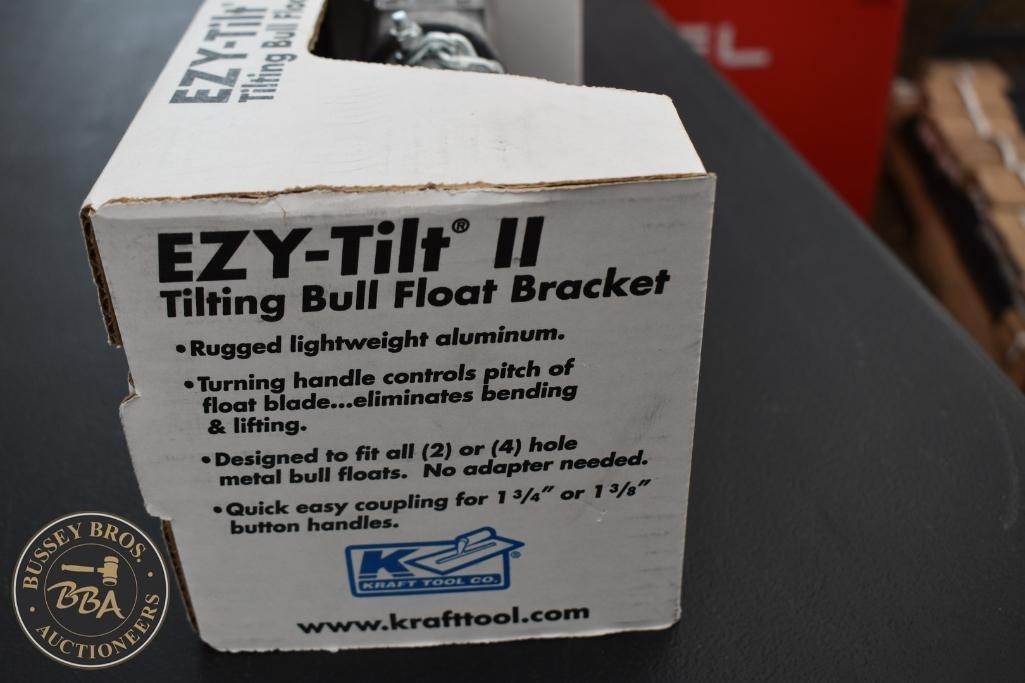 EZY-Tilt
Tilting Bull Float
EL
EZY-Tilt® II
Tilting Bull Float Bracket
•Rugged lightweight aluminum.
•Turning handle controls pitch of
float blade...eliminates bending
& lifting.
•Designed to fit all (2) or (4) hole
metal bull floats. No adapter needed.
•Quick easy coupling for 1 3/4" or 1 3/8"
button handles.
K ®
KRAFT TOOL CO.
www.krafttool.com
BUSSEY BROS.
BBA
AUCTIONEERS